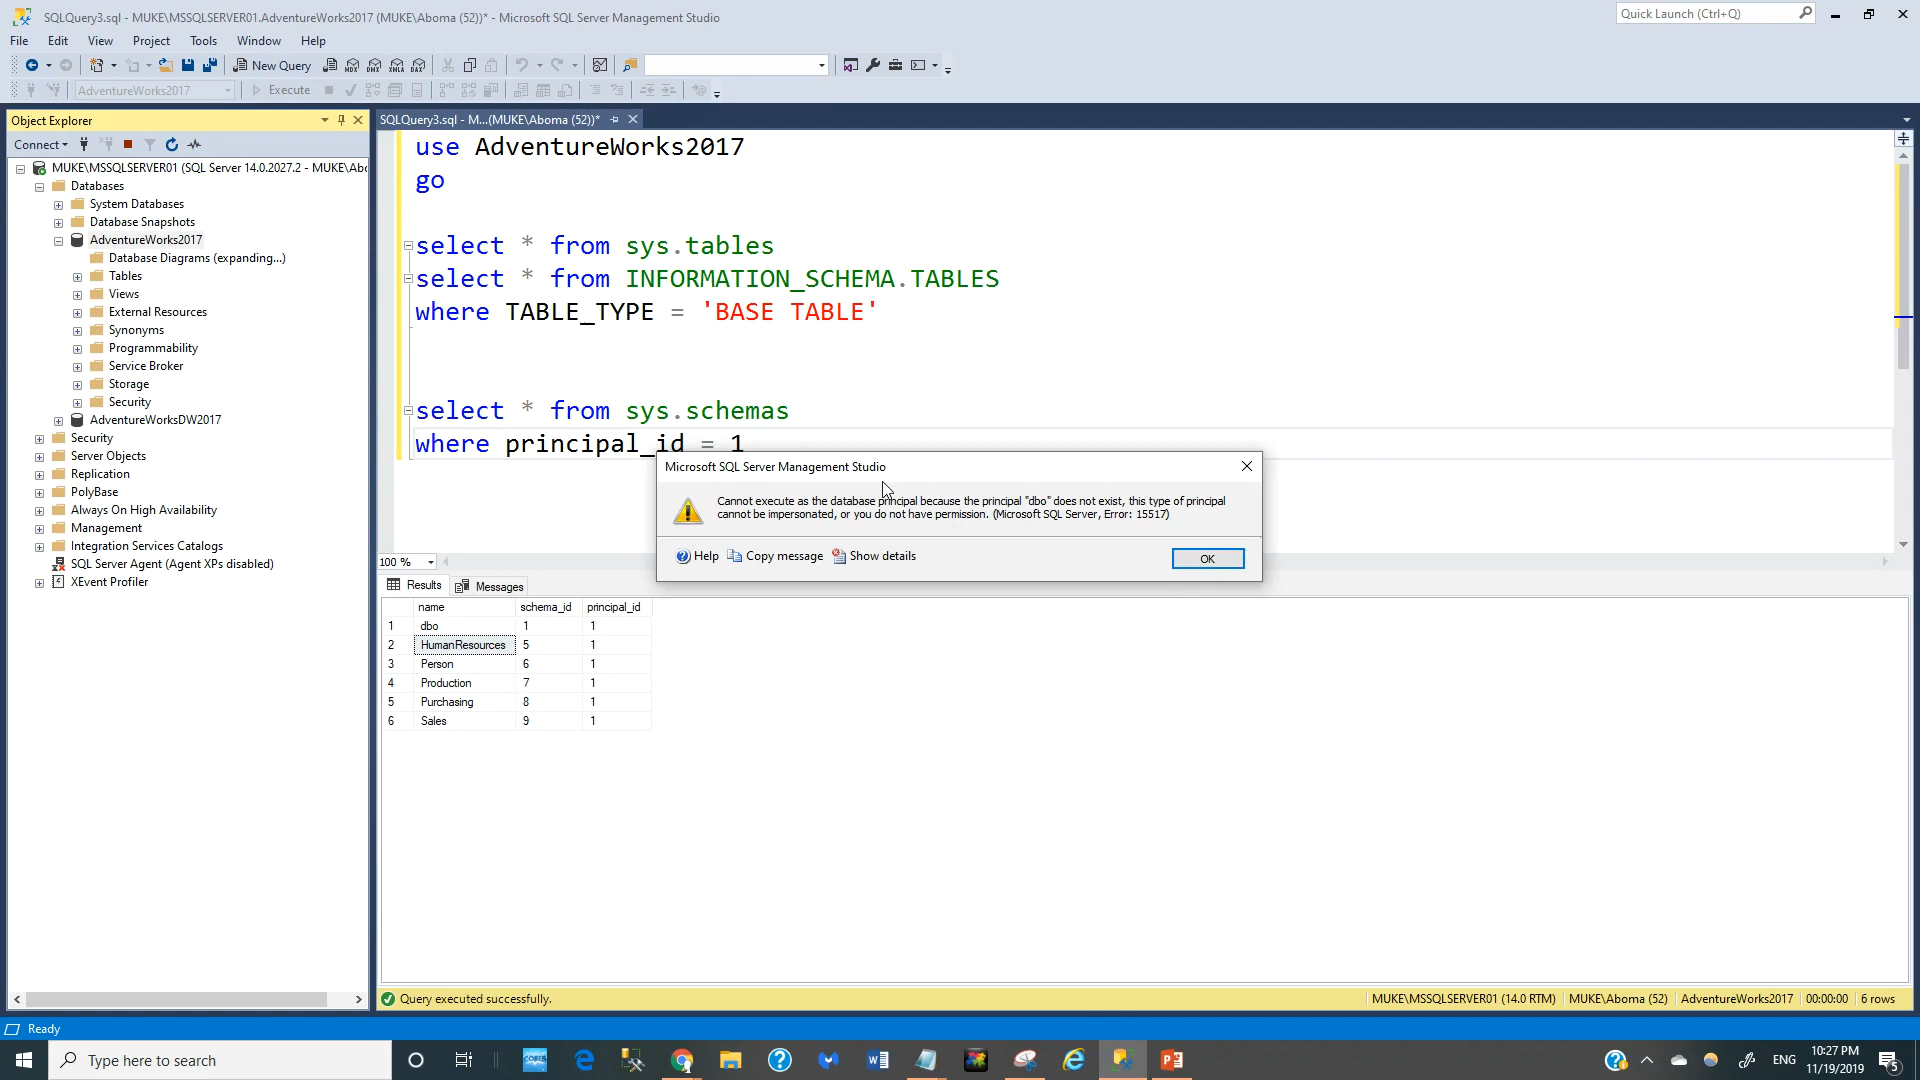 SQLQuery3.sql - MUKE\MSSQLSERVER01.AdventureWorks2017 (MUKE\Aboma (52))* - Microsoft SQL Server Management Studio
Quick Launch (Ctrl+Q)
File Edit View Project Tools Window Help
New Query
MDX DMX XMLA DAX
AdventureWorks2017
Execute
Object Explorer
SQLQuery3.sql - M...(MUKE\Aboma (52))*
Connect
MUKE\MSSQLSERVER01 (SQL Server 14.0.2027.2 - MUKE\Abo
Databases
System Databases
Database Snapshots
AdventureWorks2017
Database Diagrams (expanding...)
Tables
Views
External Resources
Synonyms
Programmability
Service Broker
Storage
Security
AdventureWorksDW2017
Security
Server Objects
Replication
PolyBase
Always On High Availability
Management
Integration Services Catalogs
SQL Server Agent (Agent XPs disabled)
XEvent Profiler
use AdventureWorks2017
go
select * from sys.tables
select * from INFORMATION_SCHEMA.TABLES
where TABLE_TYPE = 'BASE TABLE'
select * from sys.schemas
where principal_id = 1
Microsoft SQL Server Management Studio
Cannot execute as the database principal because the principal "dbo" does not exist, this type of principal
cannot be impersonated, or you do not have permission. (Microsoft SQL Server, Error: 15517)
Help Copy message Show details OK
100 %
Results Messages
name schema_id principal_id
1 dbo 1 1
2 HumanResources 5 1
3 Person 6 1
4 Production 7 1
5 Purchasing 8 1
6 Sales 9 1
Query executed successfully.
MUKE\MSSQLSERVER01 (14.0 RTM) MUKE\Aboma (52) AdventureWorks2017 00:00:00 6 rows
Ready
Type here to search
ENG
10:27 PM
11/19/2019
5